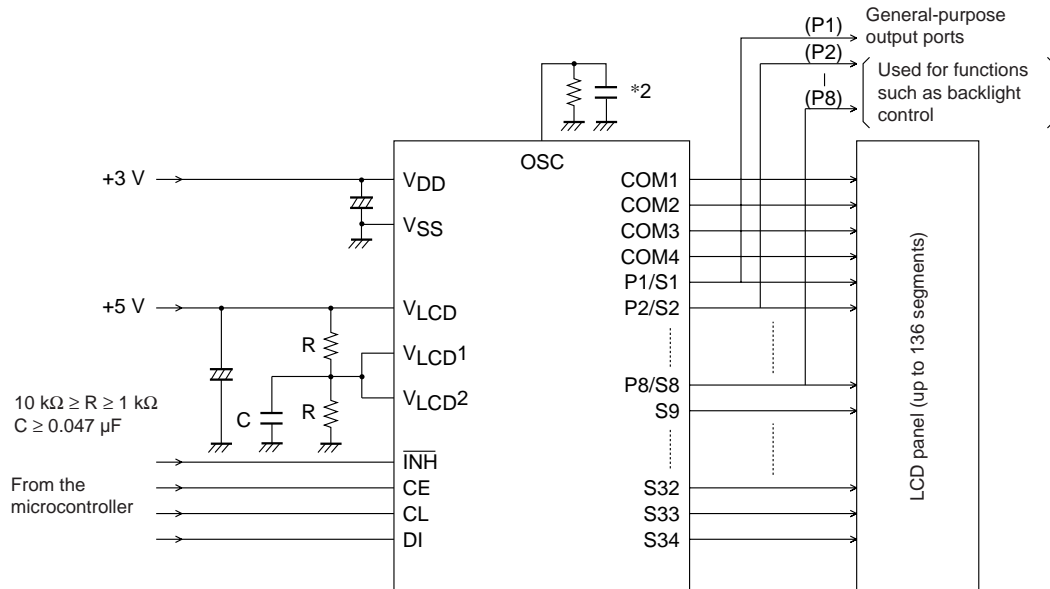 (P1)
General-purpose
output ports
(P2)
(P8)
Used for functions
such as backlight
control
*2
OSC
+3 V
VDD
VSS
+5 V
VLCD
R
VLCD1
VLCD2
C
R
10 kΩ ≥ R ≥ 1 kΩ
C ≥ 0.047 µF
INH
From the
microcontroller
CE
CL
DI
COM1
COM2
COM3
COM4
P1/S1
P2/S2
P8/S8
S9
S32
S33
S34
LCD panel (up to 136 segments)